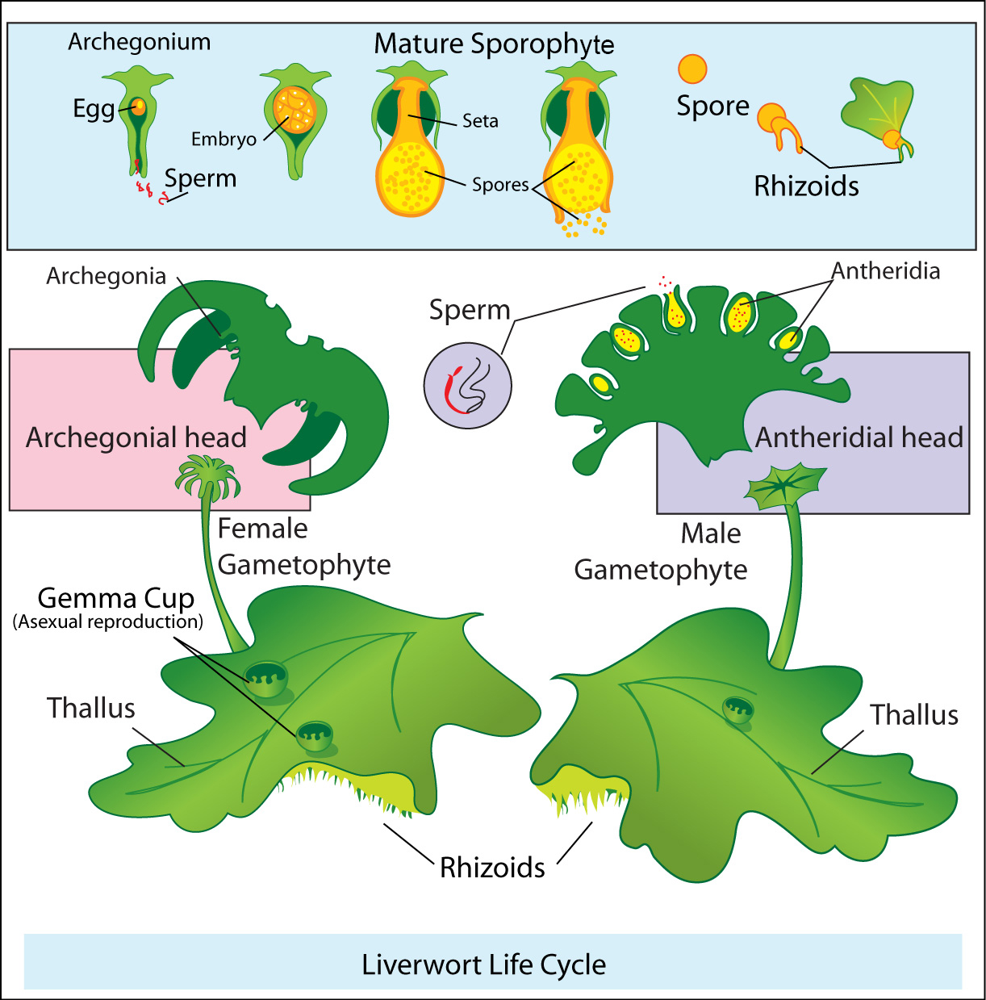 Archegonium
Mature Sporophyte
Egg
Embryo
Sperm
Seta
Spores
Spore
Rhizoids
Archegonia
Sperm
Antheridia
Archegonial head
Antheridial head
Female
Gametophyte
Male
Gametophyte
Gemma Cup
(Asexual reproduction)
Thallus
Thallus
Rhizoids
Liverwort Life Cycle